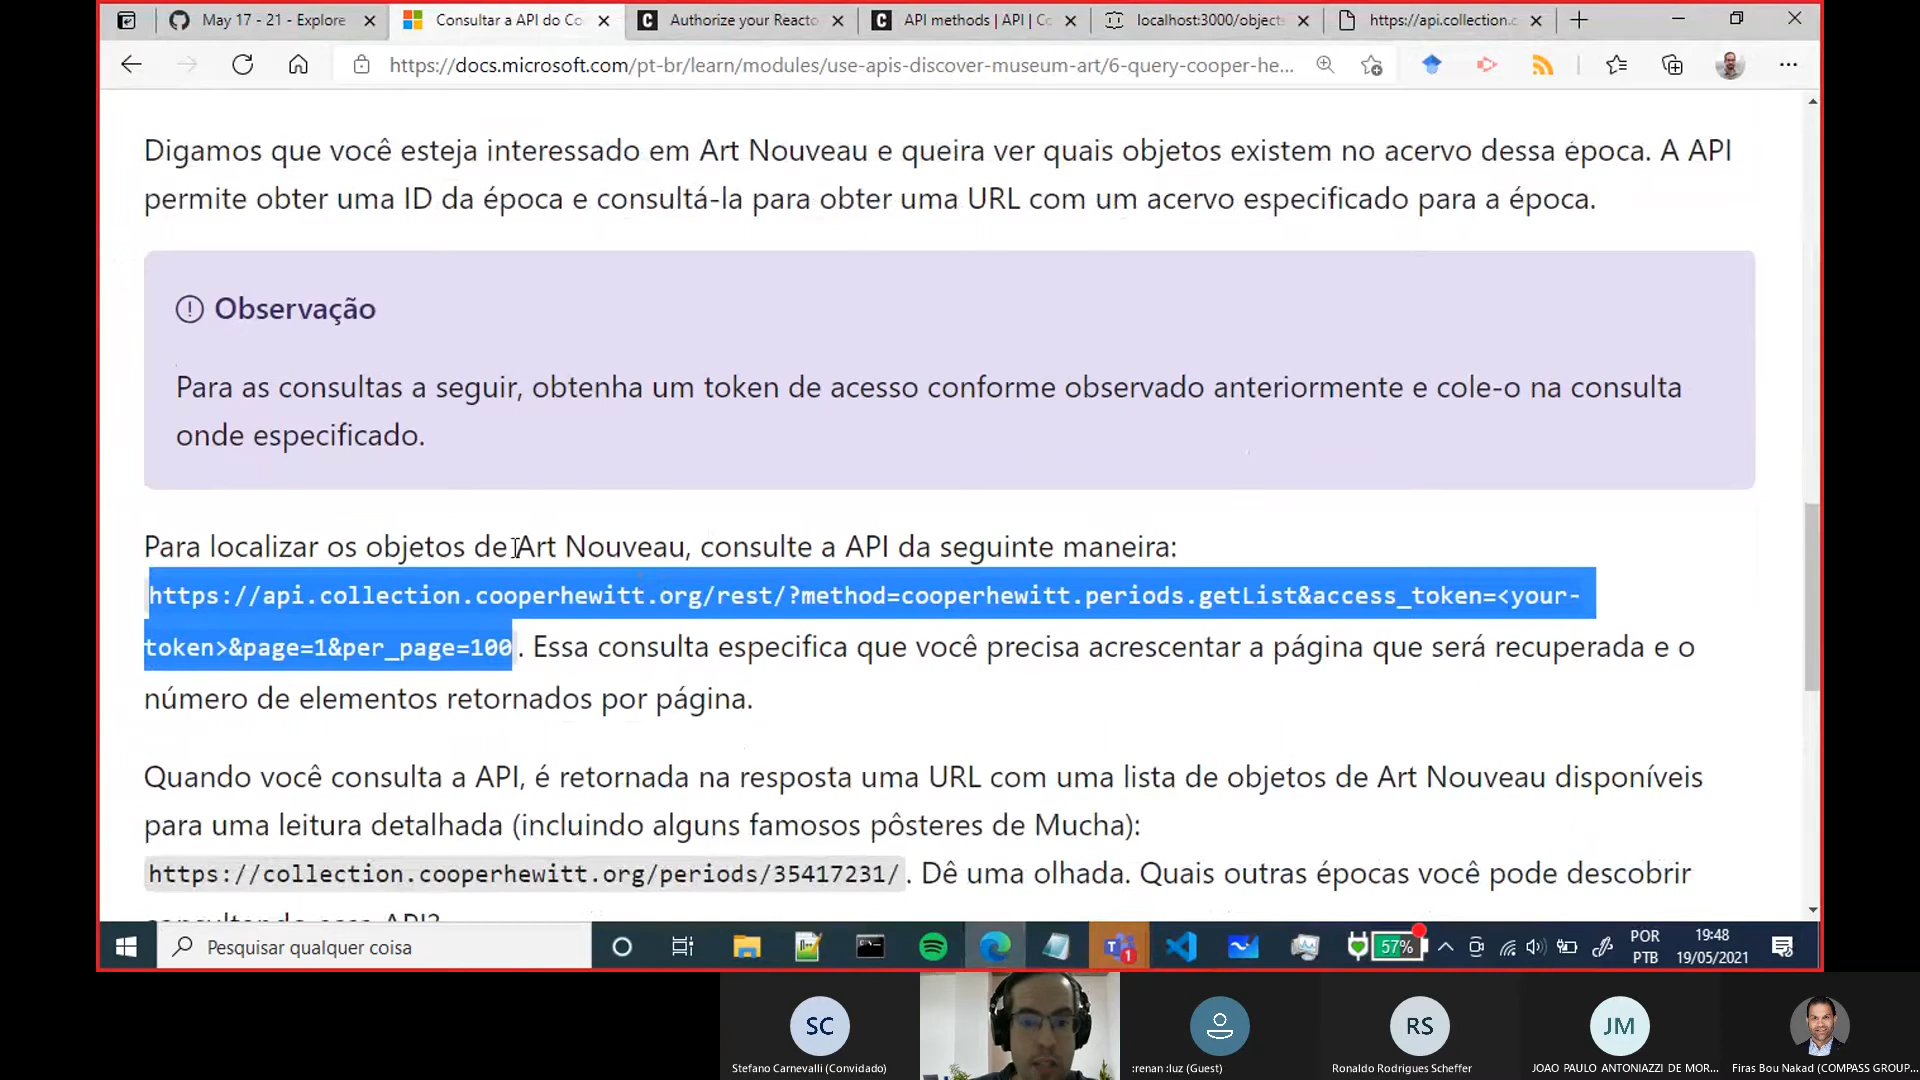 May 17 - 21 - Explore
Consultar a API do Co
Authorize your Reacto
API methods | API | Co
localhost:3000/object
https://api.collection.c
https://docs.microsoft.com/pt-br/learn/modules/use-apis-discover-museum-art/6-query-cooper-he...
Digamos que você esteja interessado em Art Nouveau e queira ver quais objetos existem no acervo dessa época. A API
permite obter uma ID da época e consultá-la para obter uma URL com um acervo especificado para a época.
Observação
Para as consultas a seguir, obtenha um token de acesso conforme observado anteriormente e cole-o na consulta
onde especificado.
Para localizar os objetos de Art Nouveau, consulte a API da seguinte maneira:
https://api.collection.cooperhewitt.org/rest/?method=cooperhewitt.periods.getList&access_token=<your-
token>&page=1&per_page=100. Essa consulta especifica que você precisa acrescentar a página que será recuperada e o
número de elementos retornados por página.
Quando você consulta a API, é retornada na resposta uma URL com uma lista de objetos de Art Nouveau disponíveis
para uma leitura detalhada (incluindo alguns famosos pôsteres de Mucha):
https://collection.cooperhewitt.org/periods/35417231/. Dê uma olhada. Quais outras épocas você pode descobrir
consultando essa API?
Pesquisar qualquer coisa
1
57%
POR
PTB
19:48
19/05/2021
SC
RS
JM
Stefano Carnevalli (Convidado)
:renan :luz (Guest)
Ronaldo Rodrigues Scheffer
JOAO PAULO ANTONIAZZI DE MOR...
Firas Bou Nakad (COMPASS GROUP...